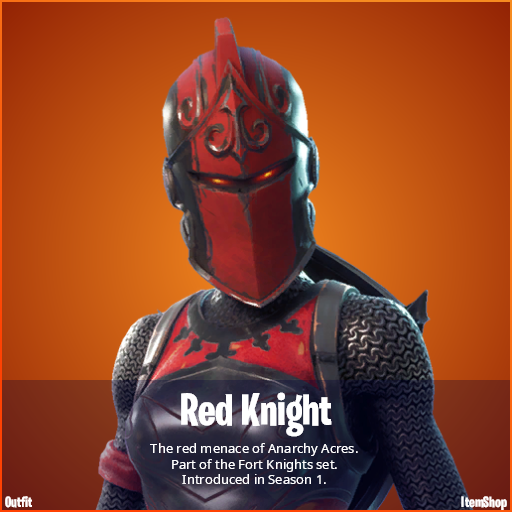 Red Knight
The red menace of Anarchy Acres.
Part of the Fort Knights set.
Introduced in Season 1.
Outfit
ItemShop